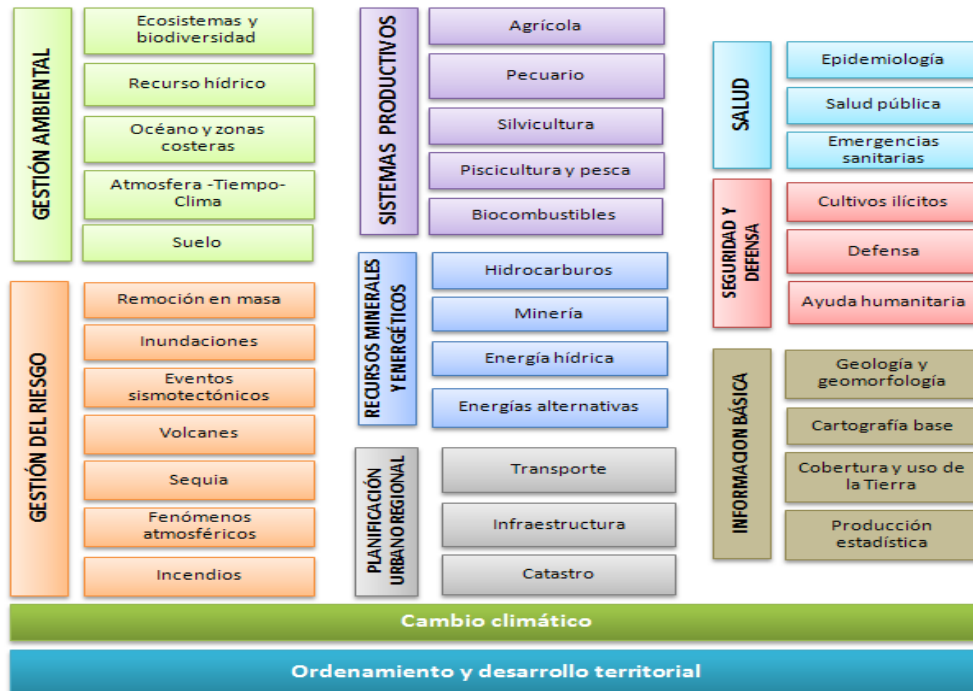 GESTIÓN AMBIENTAL
Ecosistemas y
biodiversidad
Recurso hídrico
Océano y zonas
costeras
Atmosfera -Tiempo-
Clima
Suelo
GESTIÓN DEL RIESGO
Remoción en masa
Inundaciones
Eventos
sismotectónicos
Volcanes
Sequia
Fenómenos
atmosféricos
Incendios
SISTEMAS PRODUCTIVOS
Agrícola
Pecuario
Silvicultura
Piscicultura y pesca
Biocombustibles
RECURSOS MINERALES
Y ENERGÉTICOS
Hidrocarburos
Minería
Energía hídrica
Energías alternativas
PLANIFICACIÓN
URBANO REGIONAL
Transporte
Infraestructura
Catastro
SALUD
Epidemiología
Salud pública
Emergencias
sanitarias
SEGURIDAD Y
DEFENSA
Cultivos ilícitos
Defensa
Ayuda humanitaria
INFORMACION BÁSICA
Geología y
geomorfología
Cartografía base
Cobertura y uso de
la Tierra
Producción
estadística
Cambio climático
Ordenamiento y desarrollo territorial